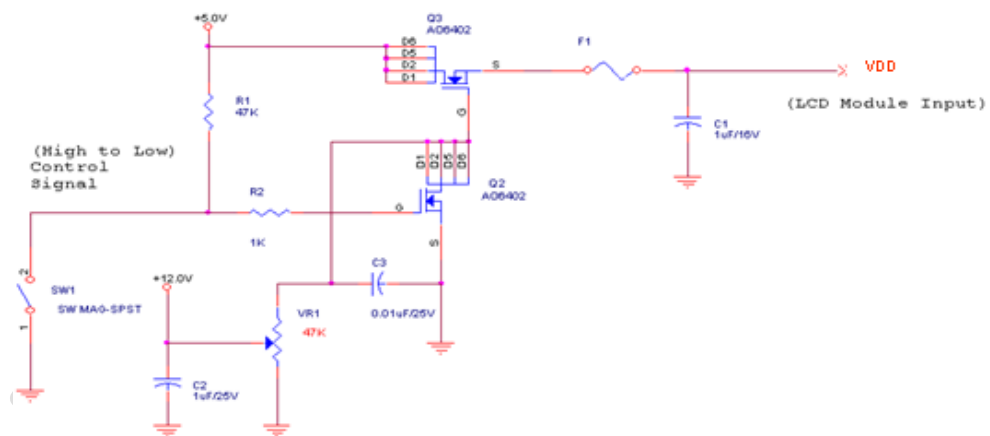 +5.0V
Q3
AO6402
D6
D5
D2
D1
S
G
F1
VDD
(LCD Module Input)
R1
47K
C1
1uF/16V
(High to Low)
Control
Signal
D1
D2
D5
D6
Q2
AO6402
R2
1K
G
S
2
SW1
SW MAG-SPST
1
+12.0V
C3
0.01uF/25V
VR1
47K
C2
1uF/25V